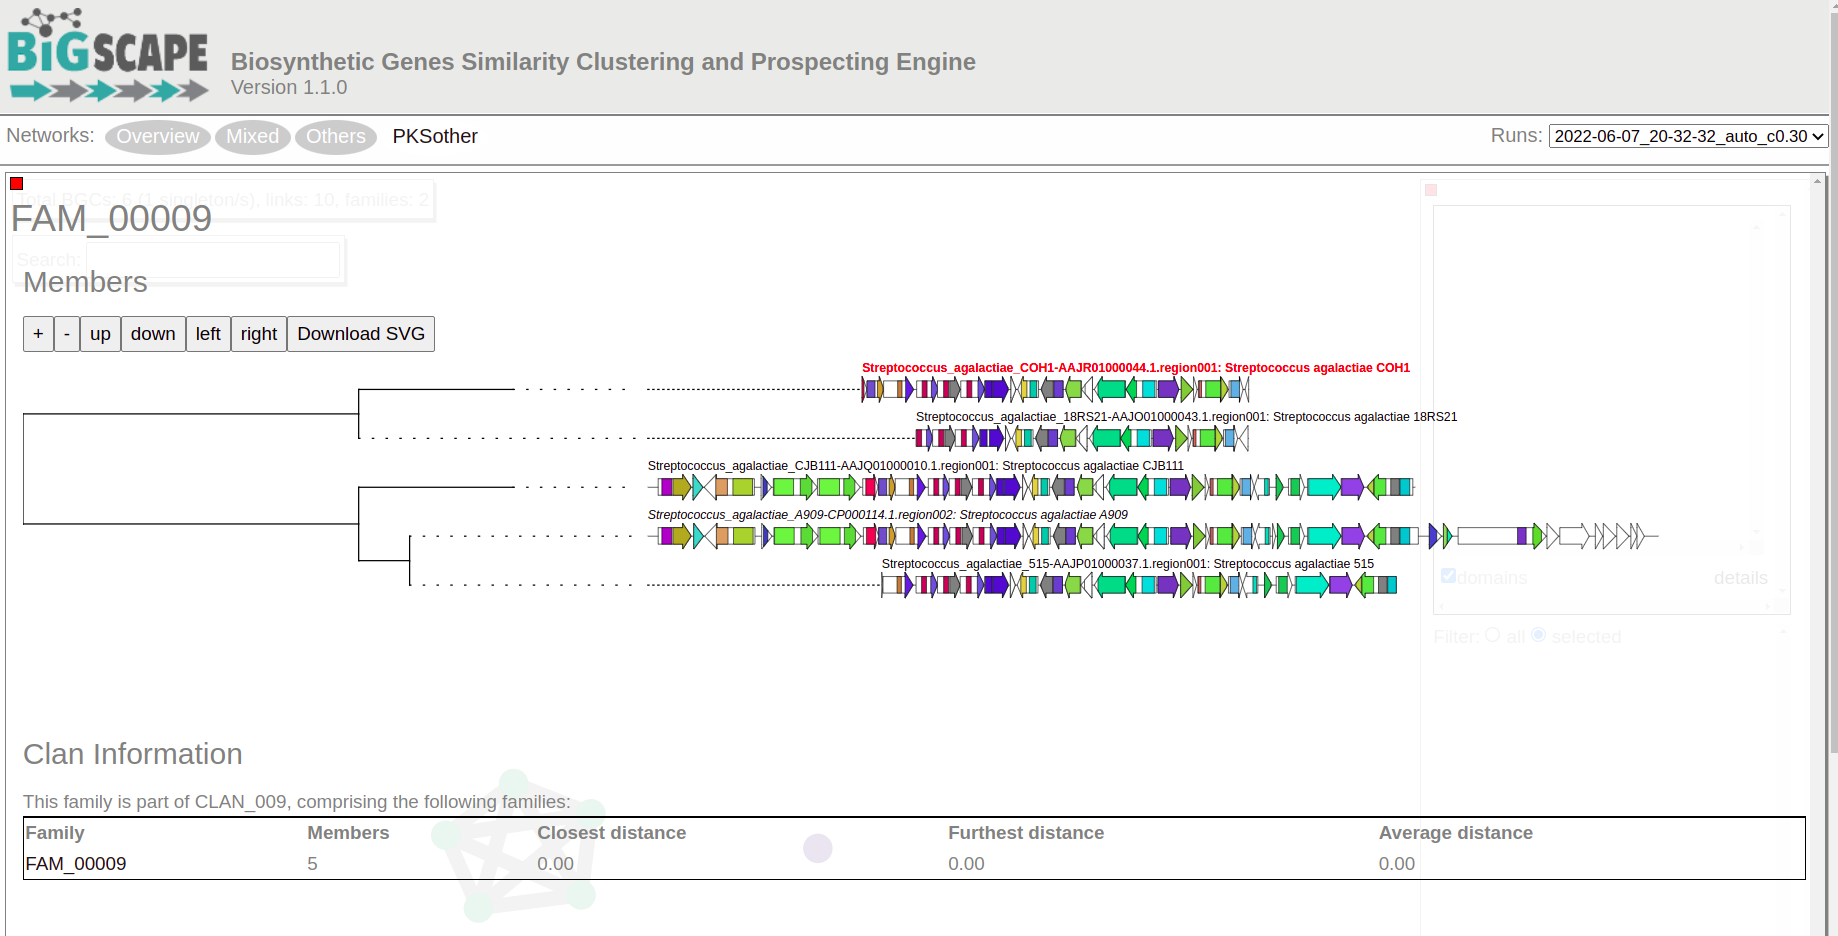 BiGSCAPE
Biosynthetic Genes Similarity Clustering and Prospecting Engine
Version 1.1.0
Networks: Overview Mixed Others PKSother
Runs: 2022-06-07_20-32-32_auto_c0.30
Total BGCs: 6 (1 singleton/s), links: 10, families: 2
FAM_00009
Search:
Members
+ - up down left right Download SVG
Streptococcus_agalactiae_COH1-AAJR01000044.1.region001: Streptococcus agalactiae COH1
Streptococcus_agalactiae_18RS21-AAJO01000043.1.region001: Streptococcus agalactiae 18RS21
Streptococcus_agalactiae_CJB111-AAJQ01000010.1.region001: Streptococcus agalactiae CJB111
Streptococcus_agalactiae_A909-CP000114.1.region002: Streptococcus agalactiae A909
Streptococcus_agalactiae_515-AAJP01000037.1.region001: Streptococcus agalactiae 515
domains details
Filter: all selected
Clan Information
This family is part of CLAN_009, comprising the following families:
Family Members Closest distance Furthest distance Average distance
FAM_00009 5 0.00 0.00 0.00